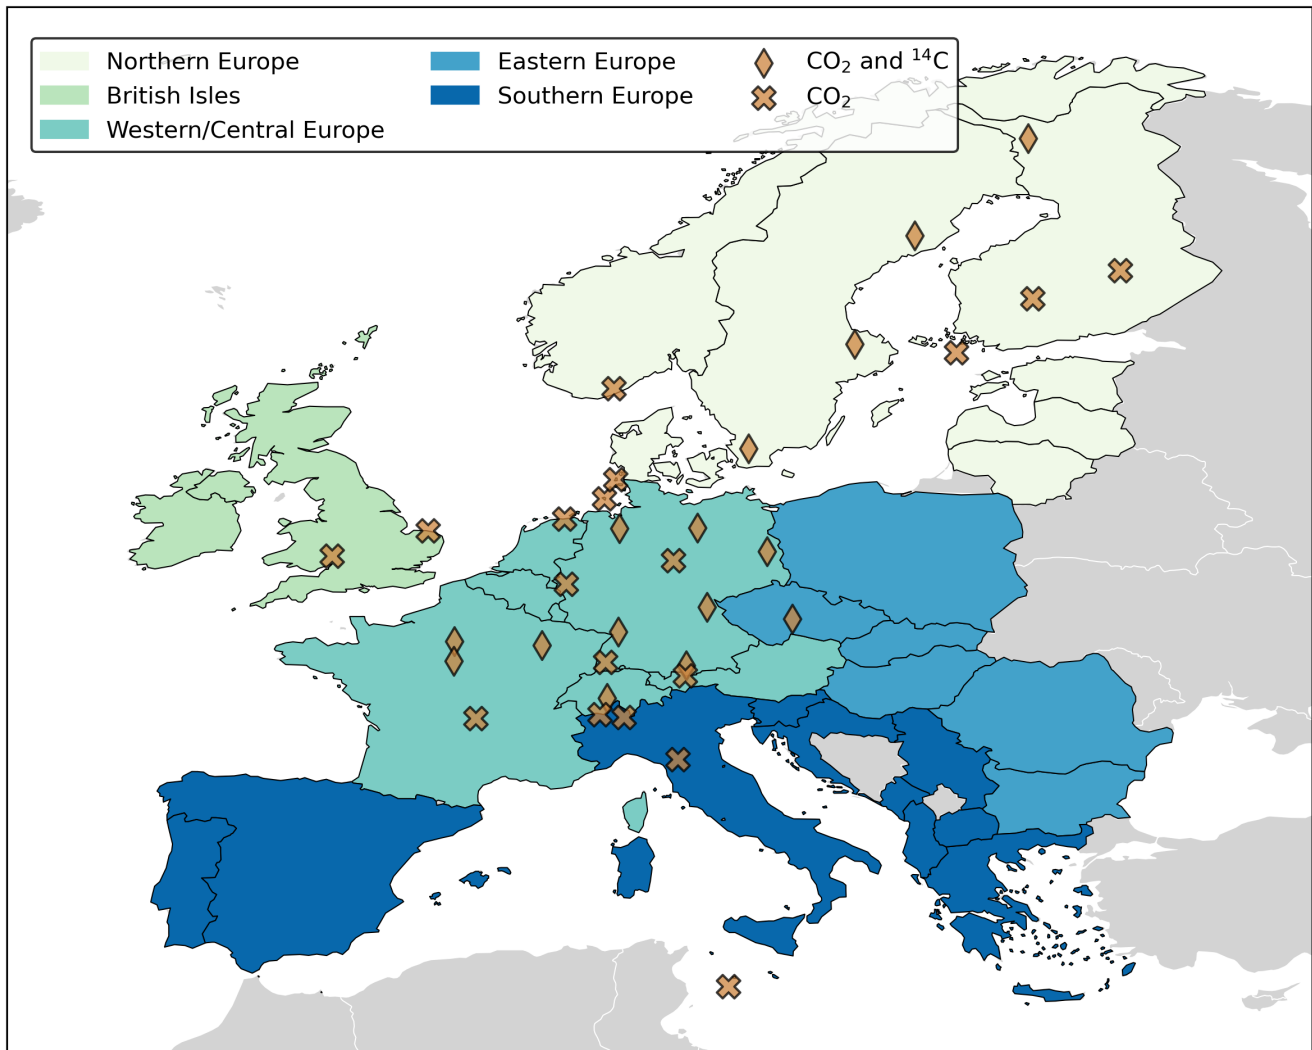 Northern Europe
British Isles
Western/Central Europe
Eastern Europe
Southern Europe
CO₂ and ¹⁴C
CO₂